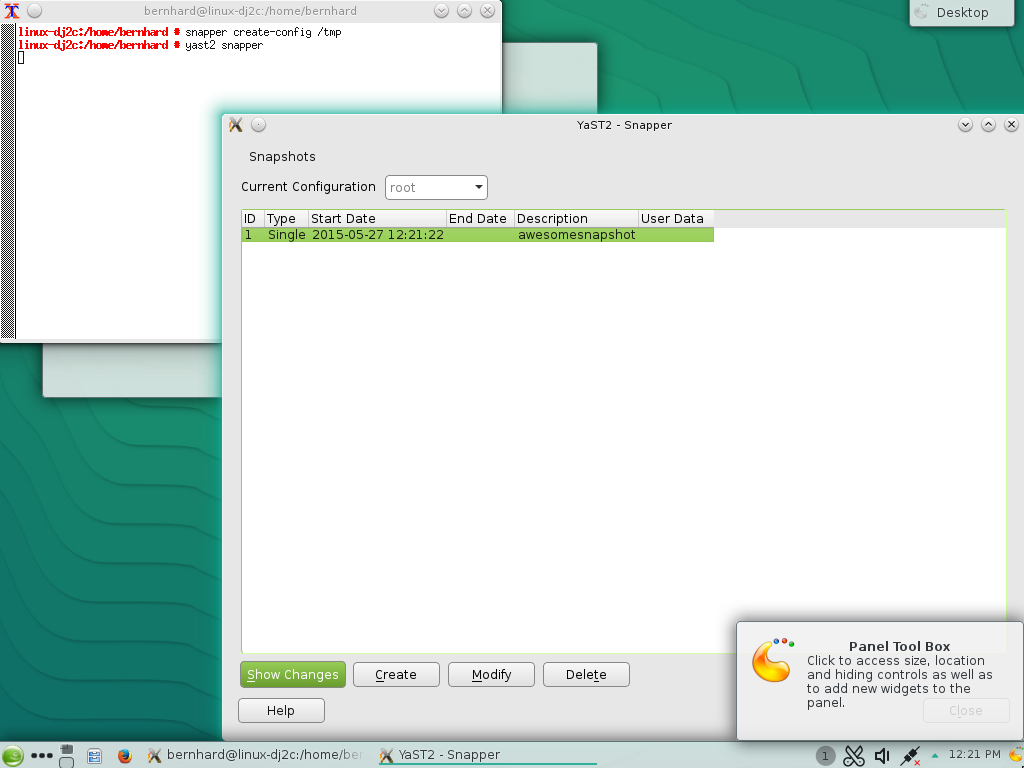 bernhard@linux-dj2c:/home/bernhard
Desktop
linux-dj2c:/home/bernhard # snapper create-config /tmp
linux-dj2c:/home/bernhard # yast2 snapper
YaST2 - Snapper
Snapshots
Current Configuration root
ID Type Start Date End Date Description User Data
1 Single 2015-05-27 12:21:22 awesomesnapshot
Show Changes Create Modify Delete
Help
Panel Tool Box
Click to access size, location
and hiding controls as well as
to add new widgets to the
panel.
Close
bernhard@linux-dj2c:/home/be YaST2 - Snapper 1 12:21 PM